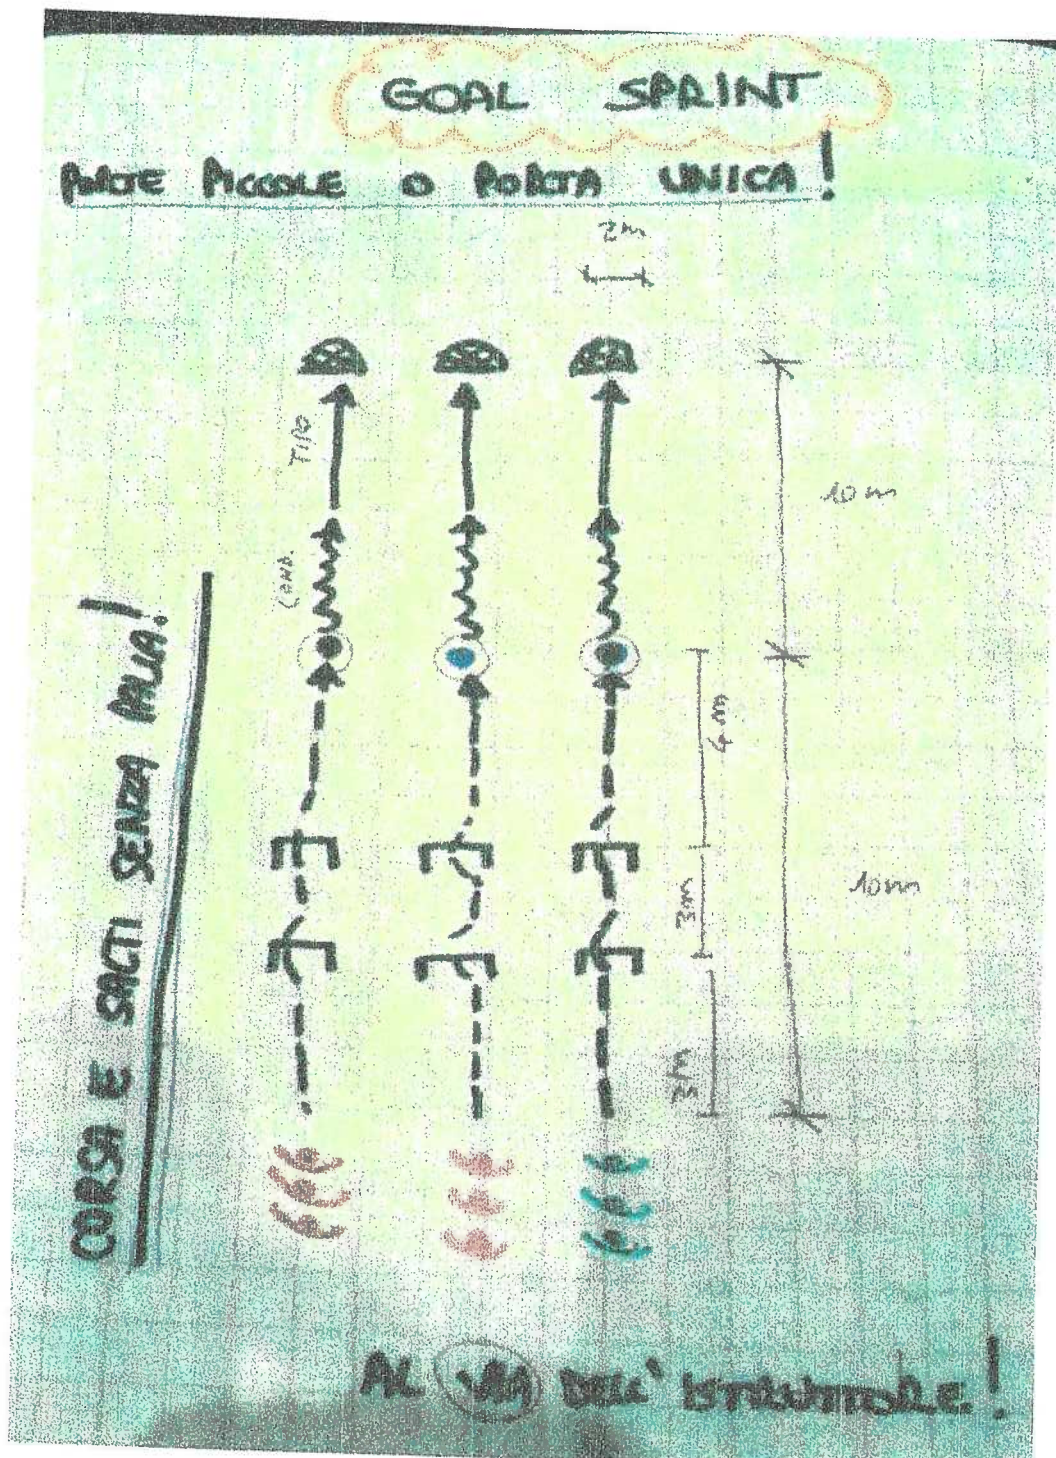 GOAL SPRINT
PORTE PICCOLE O PORTA UNICA!
2m
TIRO
10m
COND.
4m
3m
10m
3m
CORSA E SALTI SENZA PALLA!
AL VIA DELL' ISTRUTTORE!